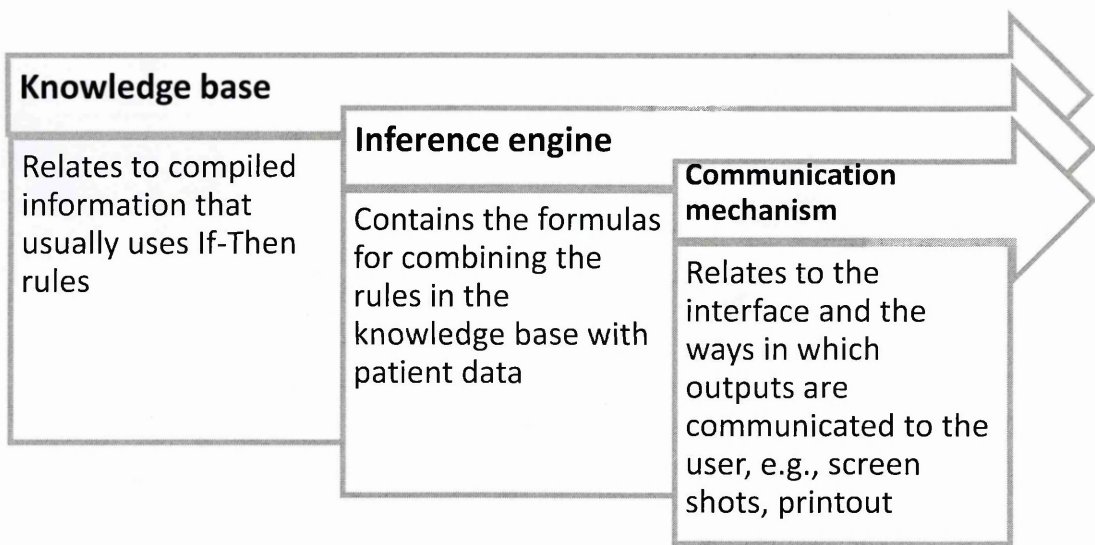 Knowledge base
Relates to compiled
information that
usually uses If-Then
rules
Inference engine
Contains the formulas
for combining the
rules in the
knowledge base with
patient data
Communication
mechanism
Relates to the
interface and the
ways in which
outputs are
communicated to the
user, e.g., screen
shots, printout